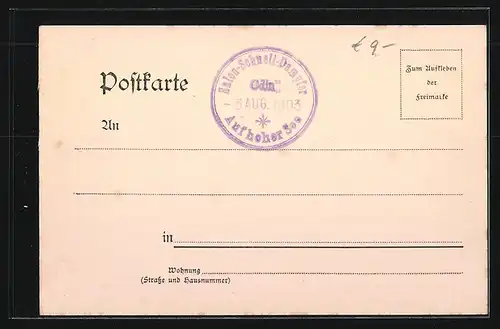 € 9,-
Postkarte
Salon-Schnell-Dampfer
"Cöln"
- 3 AUG. 1903
Auf hoher See
Zum Aufkleben
der
Freimarke
An
in
Wohnung
(Straße und Hausnummer)